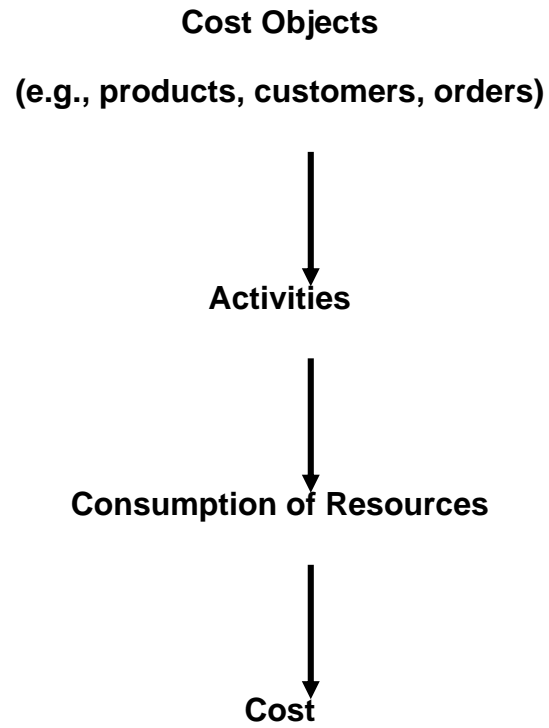 Cost Objects
(e.g., products, customers, orders)
Activities
Consumption of Resources
Cost